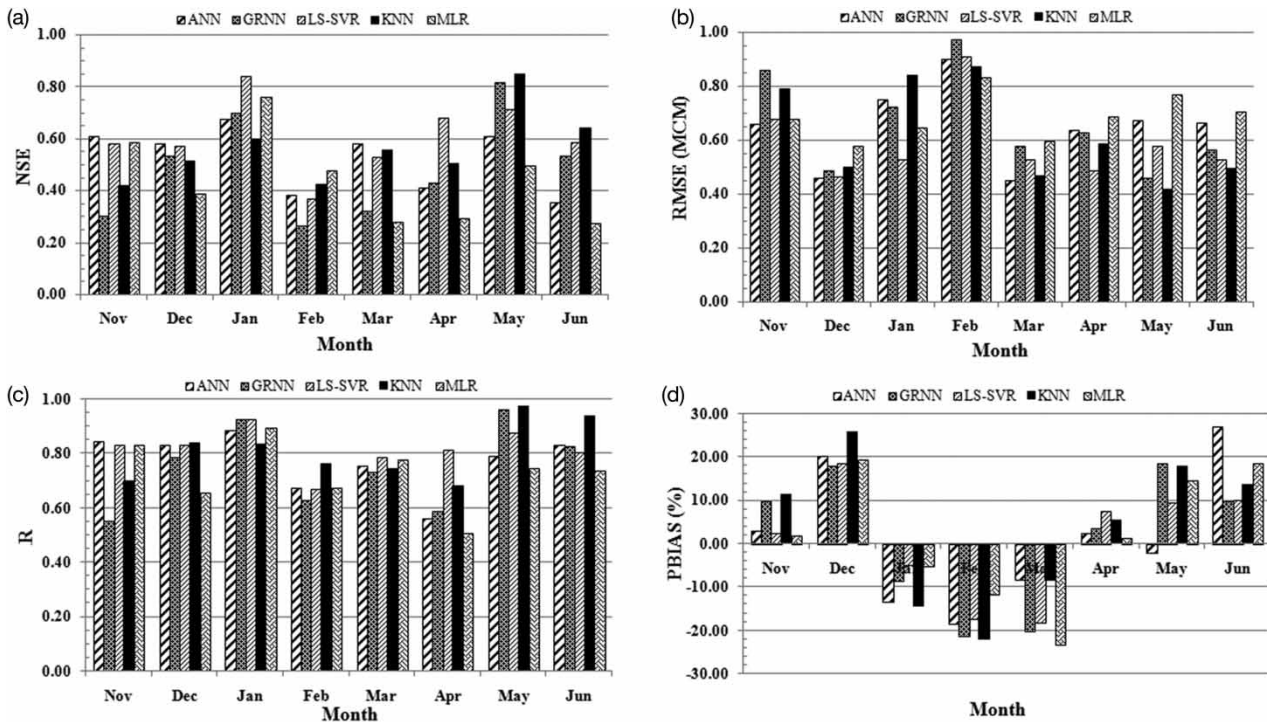 (a)
ANN GRNN LS-SVR KNN MLR
1.00
0.80
0.60
0.40
0.20
0.00
NSE
Nov Dec Jan Feb Mar Apr May Jun
Month
(b)
ANN GRNN LS-SVR KNN MLR
1.00
0.80
0.60
0.40
0.20
0.00
RMSE (MCM)
Nov Dec Jan Feb Mar Apr May Jun
Month
(c)
ANN GRNN LS-SVR KNN MLR
1.00
0.80
0.60
0.40
0.20
0.00
R
Nov Dec Jan Feb Mar Apr May Jun
Month
(d)
ANN GRNN LS-SVR KNN MLR
30.00
20.00
10.00
0.00
-10.00
-20.00
-30.00
PBIAS (%)
Nov Dec Apr May Jun
Month